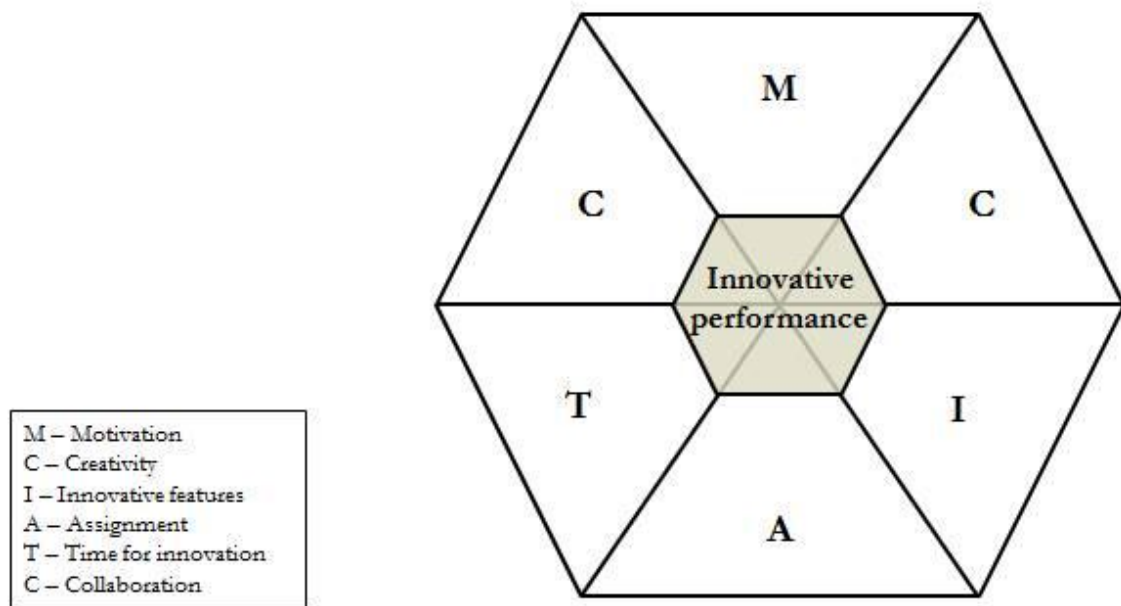 M
C
C
Innovative
performance
T
I
A
M – Motivation
C – Creativity
I – Innovative features
A – Assignment
T – Time for innovation
C – Collaboration